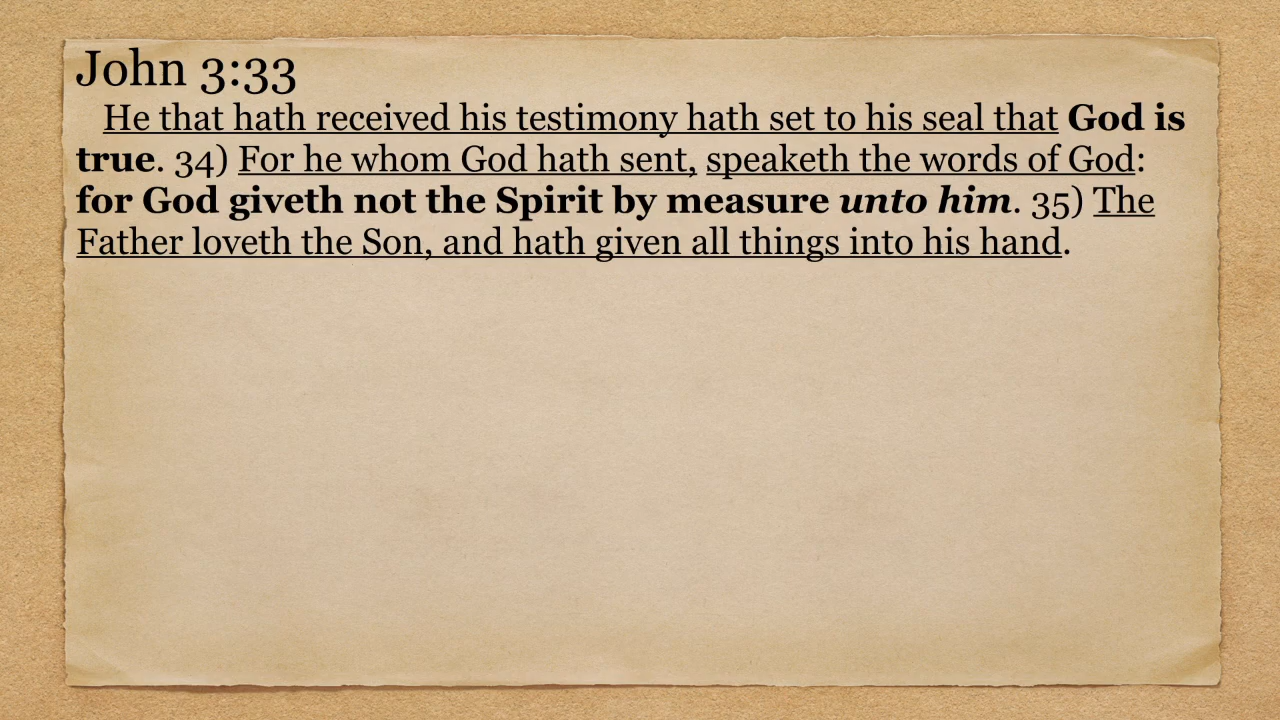 John 3:33
He that hath received his testimony hath set to his seal that God is
true. 34) For he whom God hath sent, speaketh the words of God:
for God giveth not the Spirit by measure unto him. 35) The
Father loveth the Son, and hath given all things into his hand.